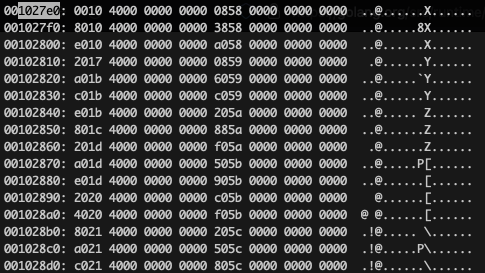 001027e0: 0010 4000 0000 0000 0858 0000 0000 0000  ..@......X......
001027f0: 8010 4000 0000 0000 3858 0000 0000 0000  ..@.....8X......
00102800: e010 4000 0000 0000 a058 0000 0000 0000  ..@......X......
00102810: 2017 4000 0000 0000 0859 0000 0000 0000   .@......Y......
00102820: a01b 4000 0000 0000 6059 0000 0000 0000  ..@.....`Y......
00102830: c01b 4000 0000 0000 c059 0000 0000 0000  ..@......Y......
00102840: e01b 4000 0000 0000 205a 0000 0000 0000  ..@..... Z......
00102850: 801c 4000 0000 0000 885a 0000 0000 0000  ..@......Z......
00102860: 201d 4000 0000 0000 f05a 0000 0000 0000   .@......Z......
00102870: a01d 4000 0000 0000 505b 0000 0000 0000  ..@.....P[......
00102880: e01d 4000 0000 0000 905b 0000 0000 0000  ..@......[......
00102890: 2020 4000 0000 0000 c05b 0000 0000 0000    @......[......
001028a0: 4020 4000 0000 0000 f05b 0000 0000 0000  @ @......[......
001028b0: 8021 4000 0000 0000 205c 0000 0000 0000  .!@..... \......
001028c0: a021 4000 0000 0000 505c 0000 0000 0000  .!@.....P\......
001028d0: c021 4000 0000 0000 805c 0000 0000 0000  .!@......\......